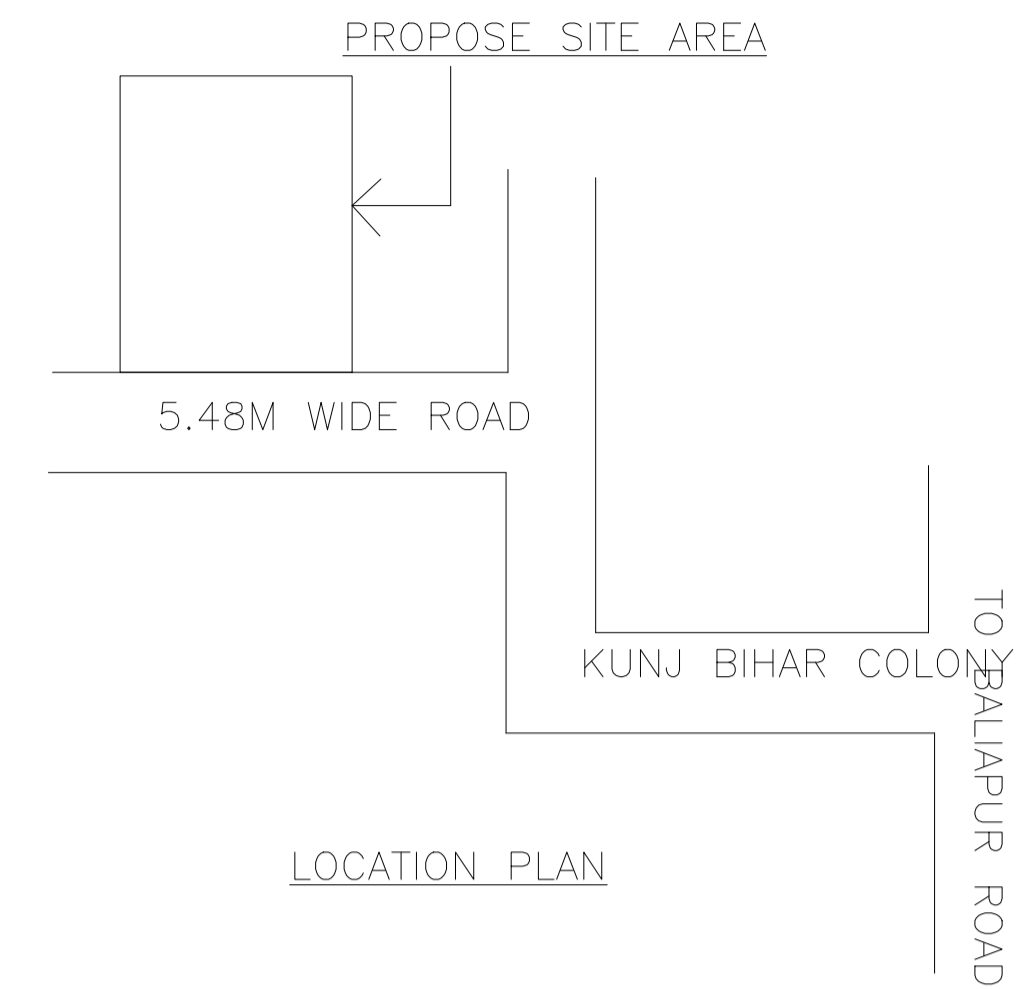 PROPOSE SITE AREA
5.48M WIDE ROAD
KUNJ BIHAR COLONY
TO BALIAPUR ROAD
LOCATION PLAN